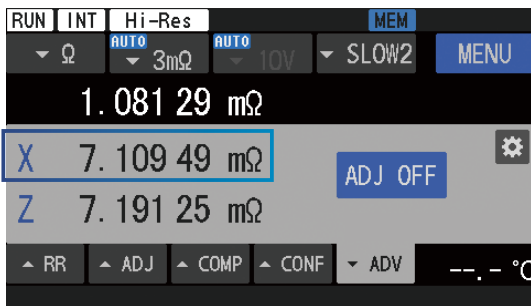 RUN INT Hi-Res MEM
Ω AUTO 3mΩ AUTO 10V SLOW2 MENU
1.081 29 mΩ
X 7.109 49 mΩ
ADJ OFF
Z 7.191 25 mΩ
RR ADJ COMP CONF ADV --.- °C